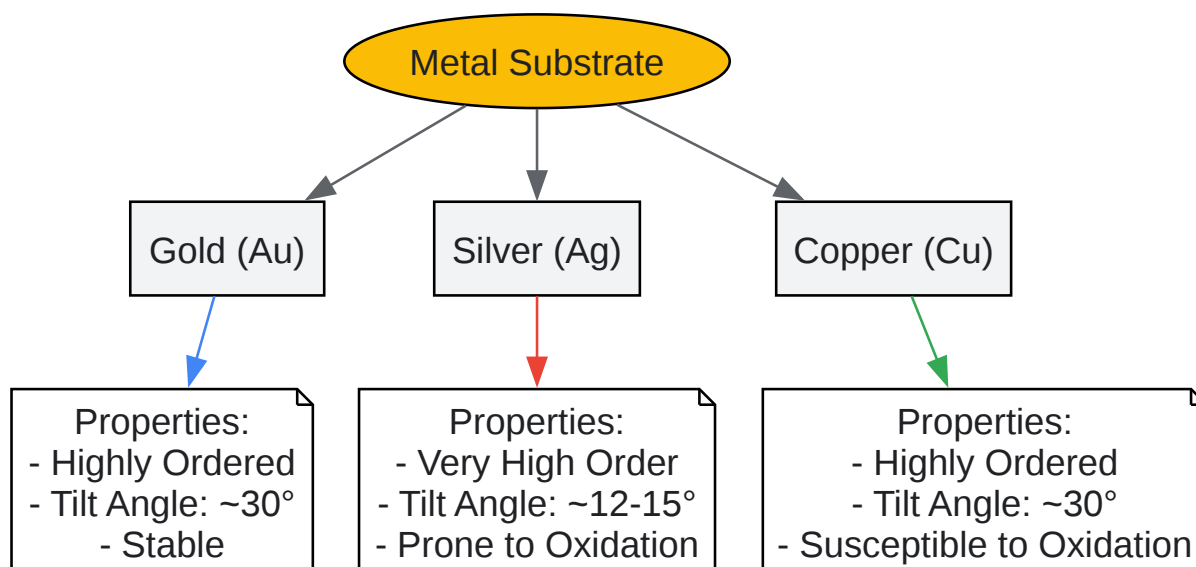 Metal Substrate
Gold (Au)
Silver (Ag)
Copper (Cu)
Properties:
- Highly Ordered
- Tilt Angle: ~30°
- Stable
Properties:
- Very High Order
- Tilt Angle: ~12-15°
- Prone to Oxidation
Properties:
- Highly Ordered
- Tilt Angle: ~30°
- Susceptible to Oxidation